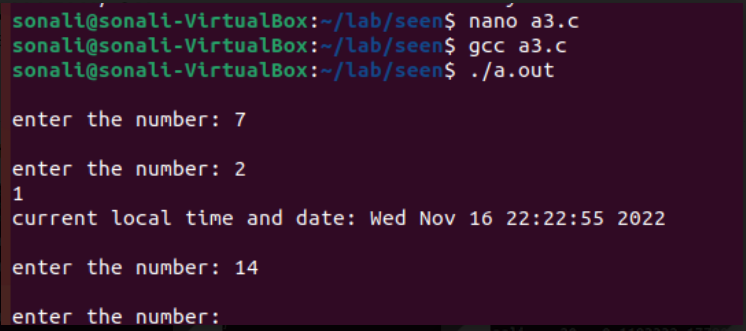 sonali@sonali-VirtualBox:~/lab/seen$ nano a3.c
sonali@sonali-VirtualBox:~/lab/seen$ gcc a3.c
sonali@sonali-VirtualBox:~/lab/seen$ ./a.out
enter the number: 7
enter the number: 2
1
current local time and date: Wed Nov 16 22:22:55 2022
enter the number: 14
enter the number: